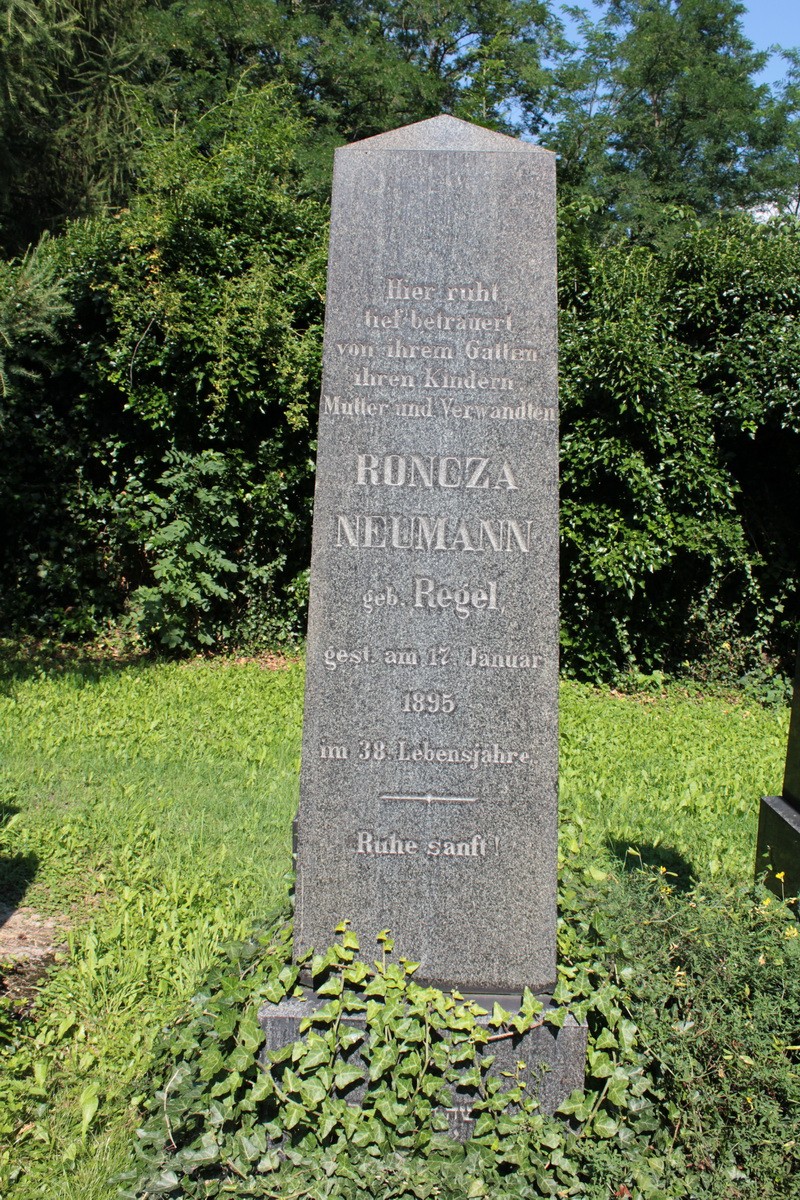 Hier ruht
tief betrauert
von ihrem Gatten
ihren Kindern,
Mutter und Verwandten
RONCZA
NEUMANN
geb. Regel,
gest. am 17. Januar
1895
im 38. Lebensjahre.
Ruhe sanft!